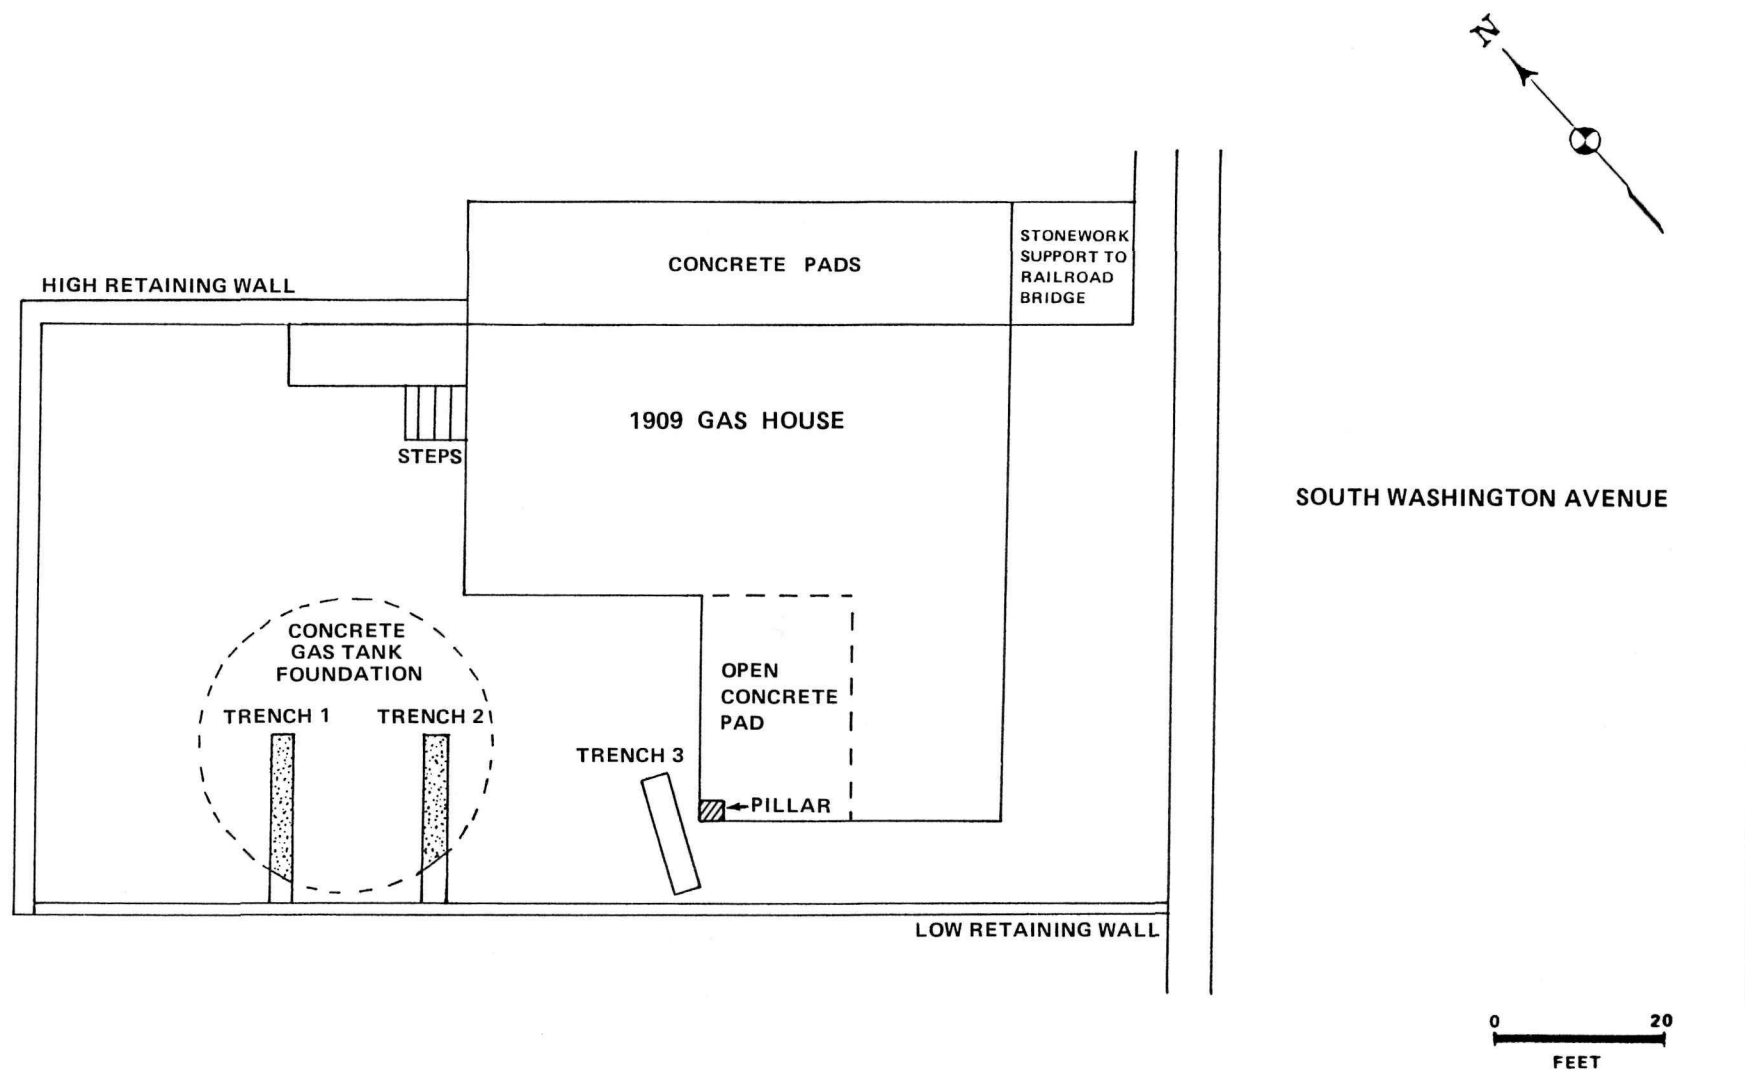 N
STONEWORK
SUPPORT TO
RAILROAD
BRIDGE
CONCRETE PADS
HIGH RETAINING WALL
1909 GAS HOUSE
STEPS
SOUTH WASHINGTON AVENUE
CONCRETE
GAS TANK
FOUNDATION
OPEN
CONCRETE
PAD
TRENCH 1
TRENCH 2
TRENCH 3
PILLAR
LOW RETAINING WALL
0 20
FEET